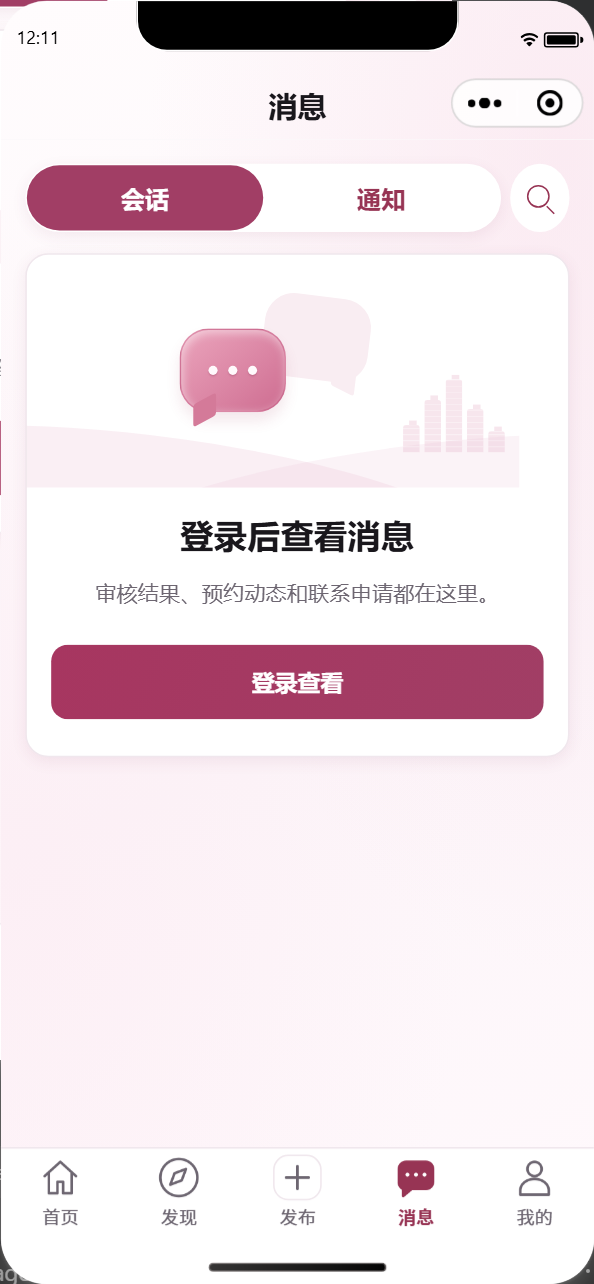 12:11
消息
会话
通知
登录后查看消息
审核结果、预约动态和联系申请都在这里。
登录查看
首页
发现
发布
消息
我的